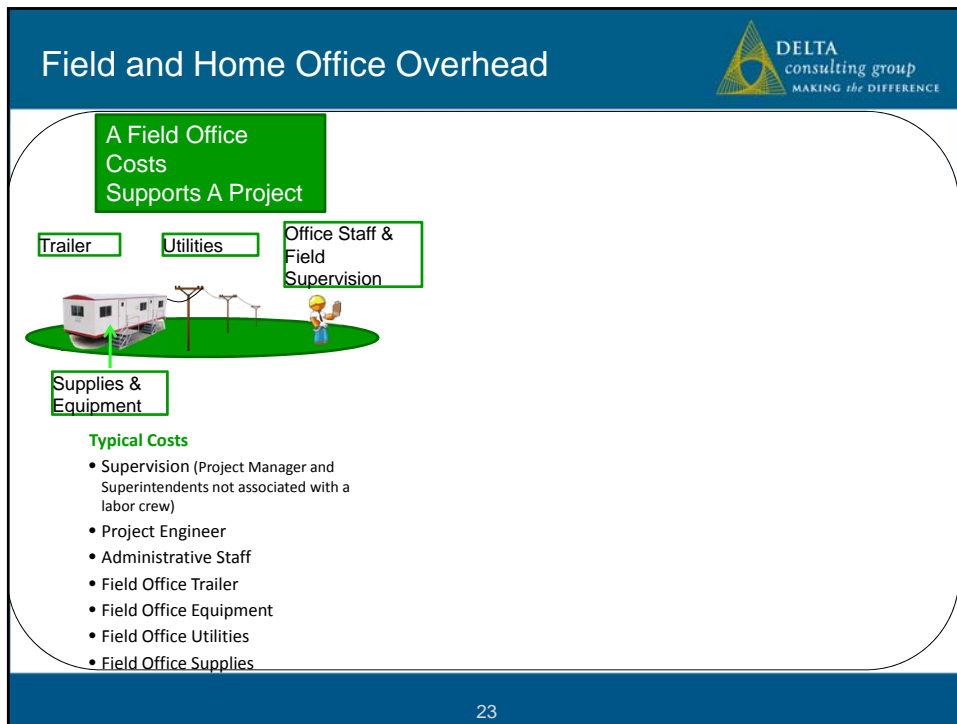 Field and Home Office Overhead
DELTA
consulting group
MAKING the DIFFERENCE
A Field Office
Costs
Supports A Project
Trailer
Utilities
Office Staff &
Field
Supervision
Supplies &
Equipment
Typical Costs
• Supervision (Project Manager and
Superintendents not associated with a
labor crew)
• Project Engineer
• Administrative Staff
• Field Office Trailer
• Field Office Equipment
• Field Office Utilities
• Field Office Supplies
23